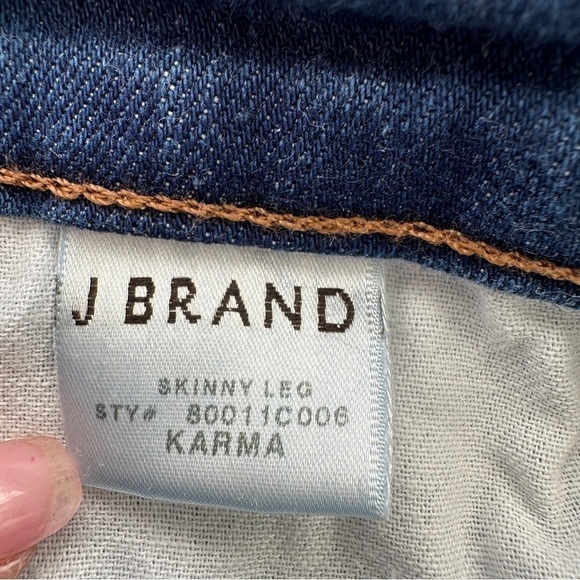 J BRAND
SKINNY LEG
STY# 80011C006
KARMA